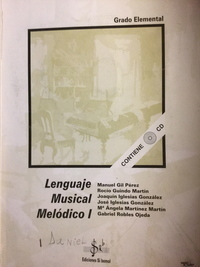 Grado Elemental
CONTIENE CD
Lenguaje
Musical
Melódico I
Manuel Gil Pérez
Rocío Guindo Martín
Joaquín Iglesias González
José Iglesias González
Mª Ángela Martínez Martín
Gabriel Robles Ojeda
Daniel
Ediciones Si bemol